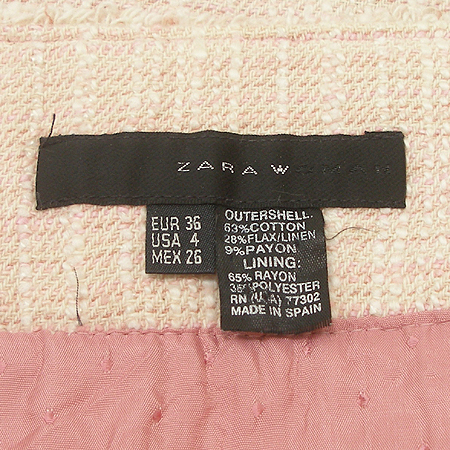 ZARA WOMAN
EUR 36
USA 4
MEX 26
OUTERSHELL:
63%COTTON
28%FLAX/LINEN
9%RAYON
LINING:
65% RAYON
35%POLYESTER
RN (U.A) 77302
MADE IN SPAIN